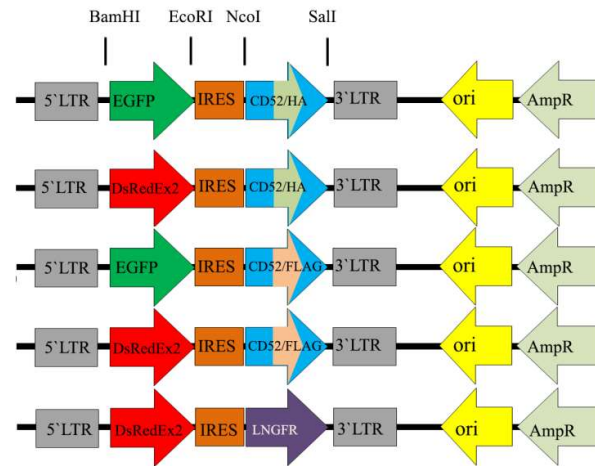 BamHI EcoRI NcoI SalI
5`LTR EGFP IRES CD52/HA 3`LTR ori AmpR
5`LTR DsRedEx2 IRES CD52/HA 3`LTR ori AmpR
5`LTR EGFP IRES CD52/FLAG 3`LTR ori AmpR
5`LTR DsRedEx2 IRES CD52/FLAG 3`LTR ori AmpR
5`LTR DsRedEx2 IRES LNGFR 3`LTR ori AmpR